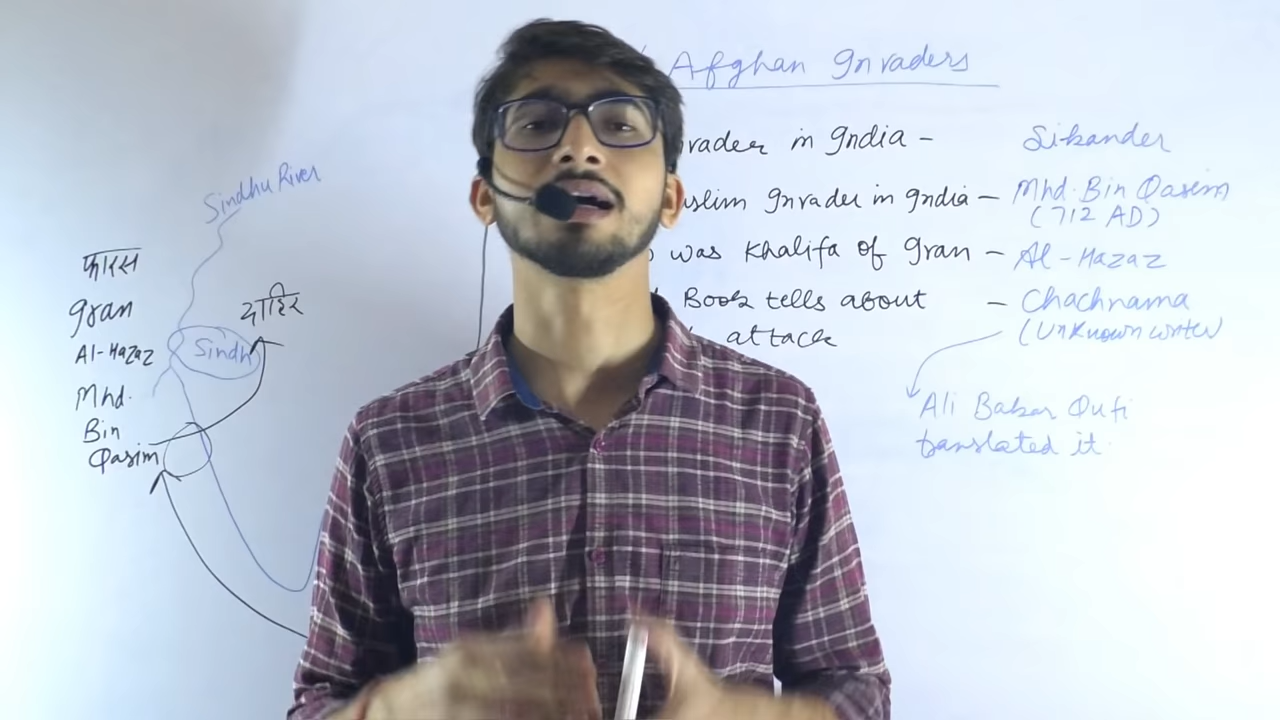 Afghan Invaders
vader in India - Sikander
uslim Invader in India - Mhd. Bin Qasim
(712 AD)
was Khalifa of Iran - Al-Hazaz
Book tells about - Chachnama
attack (Unknown writer)
Ali Bakar Qufi
translated it.
Sindhu River
फारस
Iran
दाहिर
Al-Hazaz
Sindh
Mhd.
Bin
Qasim